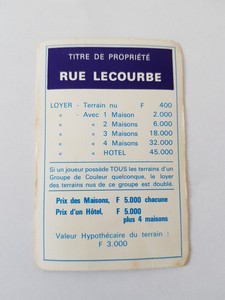 TITRE DE PROPRIÉTÉ
RUE LECOURBE
LOYER - Terrain nu F 400
- Avec 1 Maison 2.000
« « 2 Maisons 6.000
« « 3 Maisons 18.000
« « 4 Maisons 32.000
« « HOTEL 45.000
Si un joueur possède TOUS les terrains d'un
Groupe de Couleur quelconque, le loyer
des terrains nus de ce groupe est doublé.
Prix des Maisons, F 5.000 chacune
Prix d'un Hôtel, F 5.000
plus 4 maisons
Valeur Hypothécaire du terrain :
F 3.000